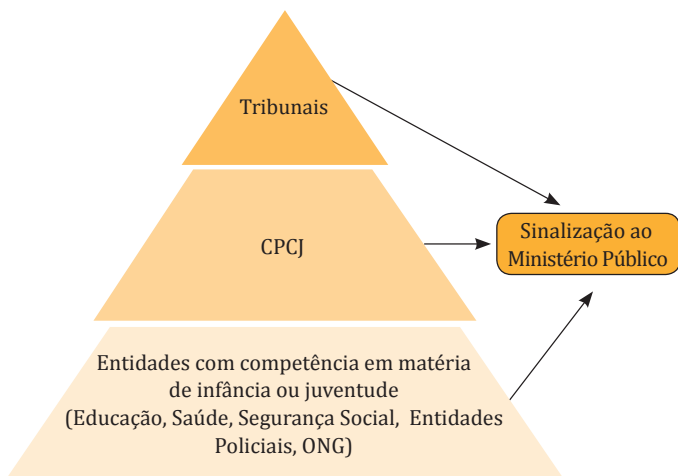 Tribunais
CPCJ
Sinalização ao
Ministério Público
Entidades com competência em matéria
de infância ou juventude
(Educação, Saúde, Segurança Social, Entidades
Policiais, ONG)